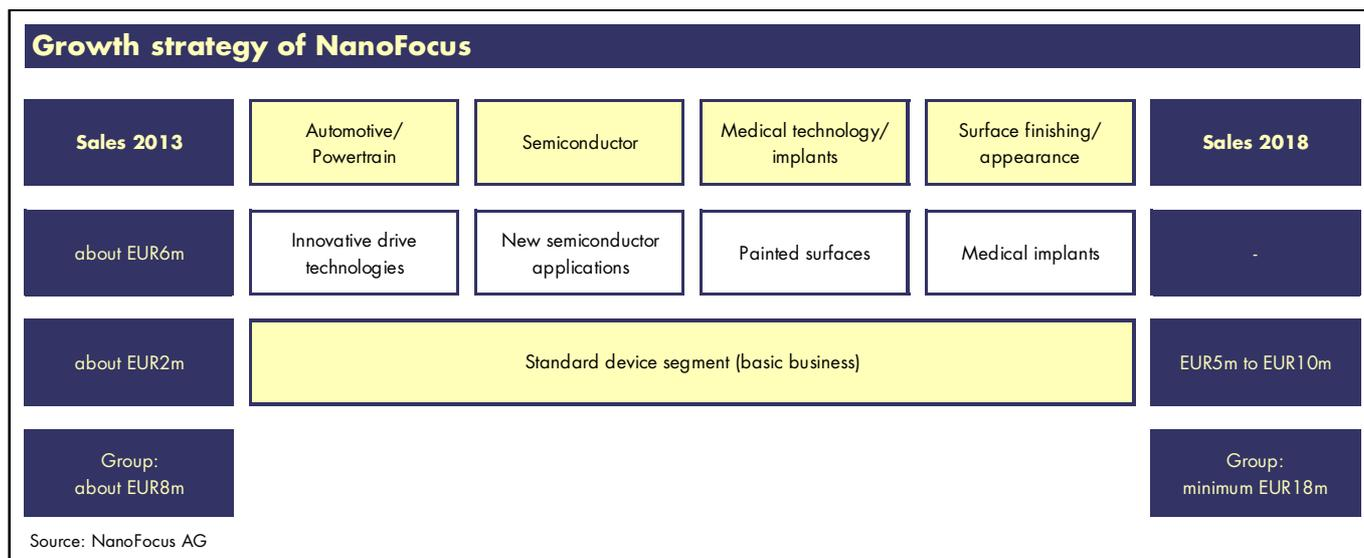 Growth strategy of NanoFocus
Sales 2013
Automotive/
Powertrain
Semiconductor
Medical technology/
implants
Surface finishing/
appearance
Sales 2018
about EUR6m
Innovative drive
technologies
New semiconductor
applications
Painted surfaces
Medical implants
-
about EUR2m
Standard device segment (basic business)
EUR5m to EUR10m
Group:
about EUR8m
Group:
minimum EUR18m
Source: NanoFocus AG